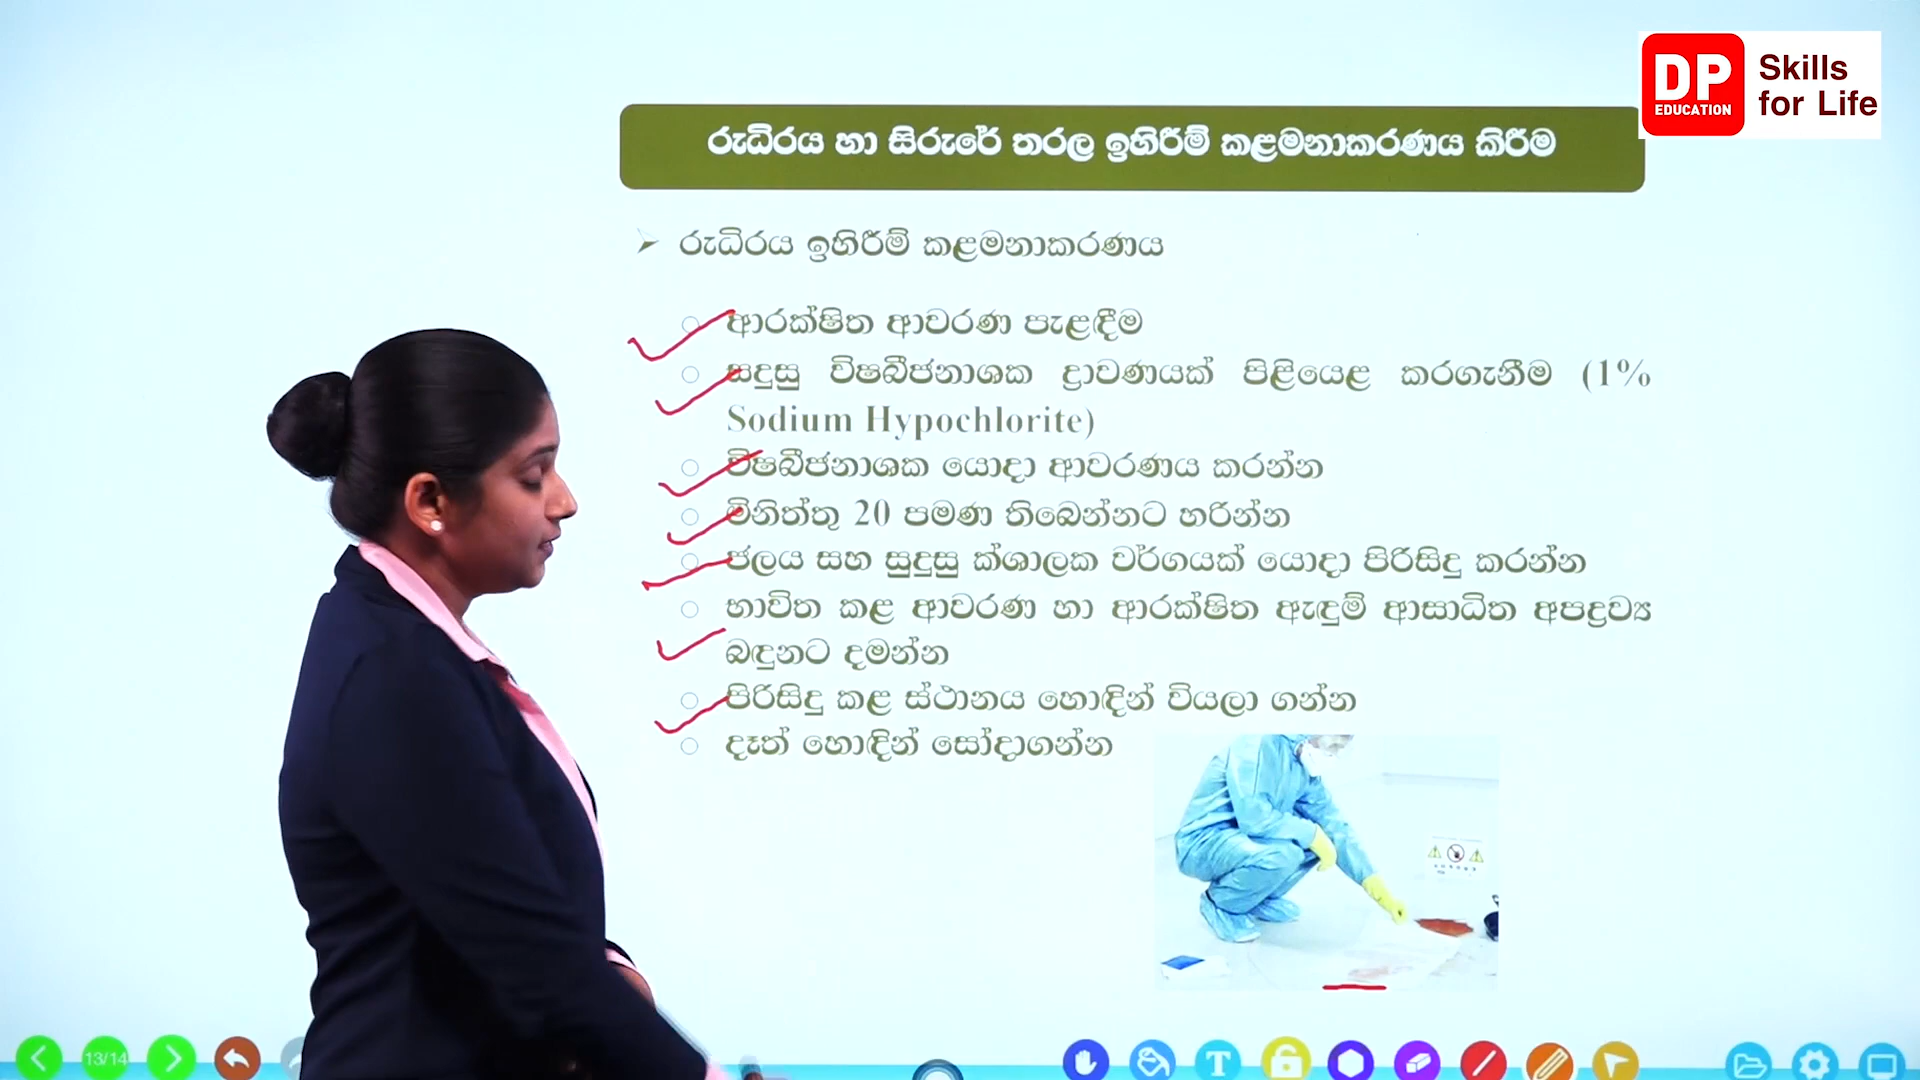 DP
EDUCATION
Skills
for Life
රුධිරය හා සිරුරේ තරල ඉහිරීම් කළමනාකරණය කිරීම
රුධිරය ඉහිරීම් කළමනාකරණය
ආරක්ෂිත ආවරණ පැළඳීම
සදුසු විෂබීජනාශක ද්‍රාවණයක් පිළියෙළ කරගැනීම (1%
Sodium Hypochlorite)
විෂබීජනාශක යොදා ආවරණය කරන්න
විනිත්තු 20 පමණ තිබෙන්නට හරින්න
ජලය සහ සුදුසු ක්ශාලක වර්ගයක් යොදා පිරිසිදු කරන්න
භාවිත කළ ආවරණ හා ආරක්ෂිත ඇඳුම් ආසාධිත අපද්‍රව්‍ය
බඳුනට දමන්න
පිරිසිදු කළ ස්ථානය හොඳින් වියලා ගන්න
දෑත් හොඳින් සෝදාගන්න
13/14